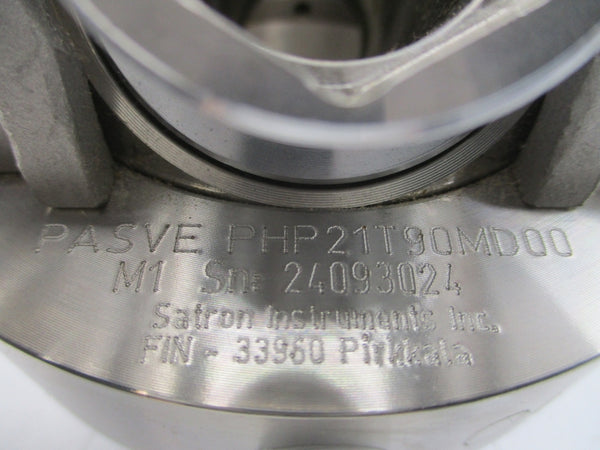 PASVE PHP21T90MD00
M1 Sn: 24093024
Satron Instruments Inc.
FIN - 33960 Pirkkala